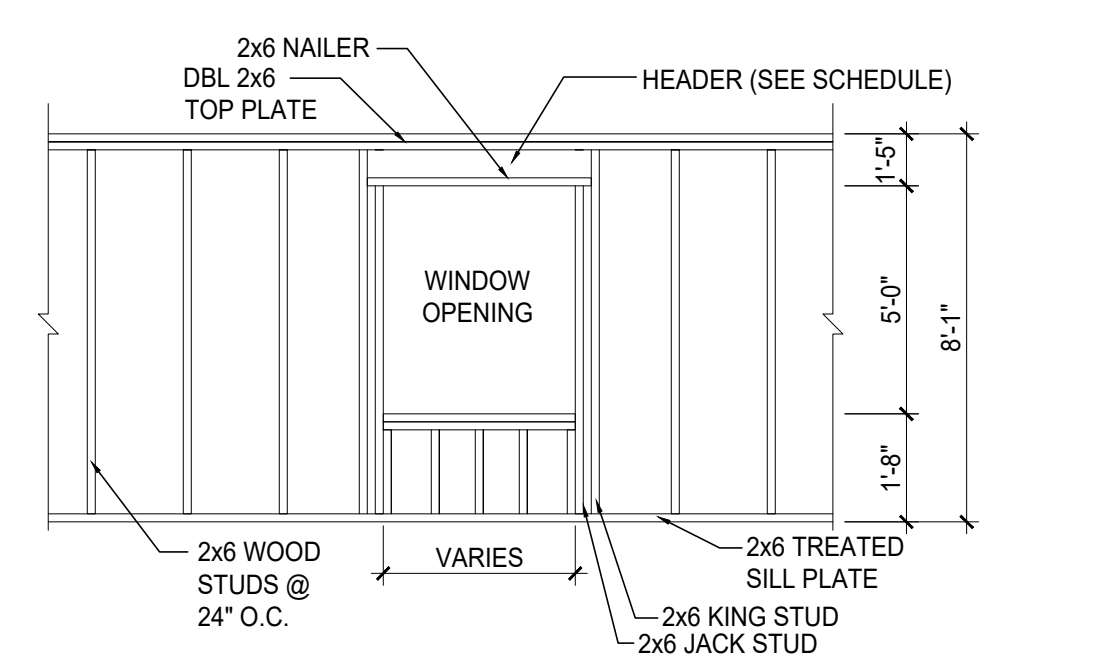 2x6 NAILER
DBL 2x6
TOP PLATE
HEADER (SEE SCHEDULE)
1'-5"
WINDOW
OPENING
5'-0"
8'-1"
1'-8"
2x6 WOOD
STUDS @
24" O.C.
VARIES
2x6 TREATED
SILL PLATE
2x6 KING STUD
2x6 JACK STUD